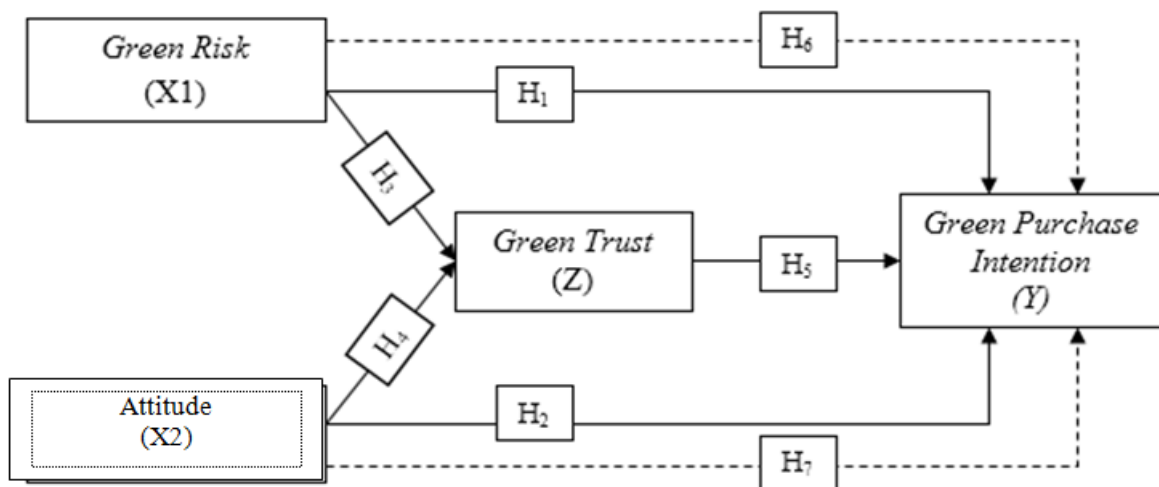 Green Risk
(X1)
H₆
H₁
H₃
Green Trust
(Z)
H₅
Green Purchase
Intention
(Y)
H₄
Attitude
(X2)
H₂
H₇